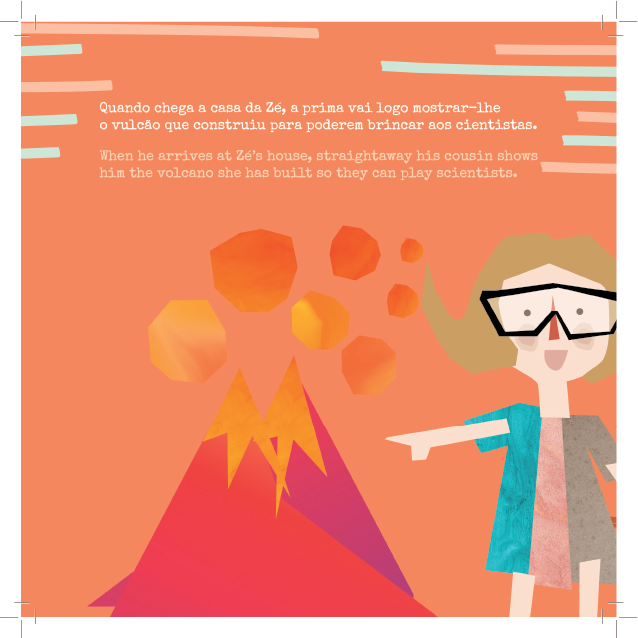 Quando chega a casa da Zé, a prima vai logo mostrar-lhe
o vulcão que construiu para poderem brincar aos cientistas.
When he arrives at Zé's house, straightaway his cousin shows
him the volcano she has built so they can play scientists.